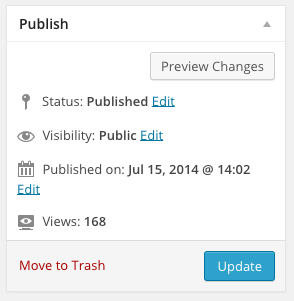 Publish
Preview Changes
Status: Published Edit
Visibility: Public Edit
Published on: Jul 15, 2014 @ 14:02
Edit
Views: 168
Move to Trash
Update